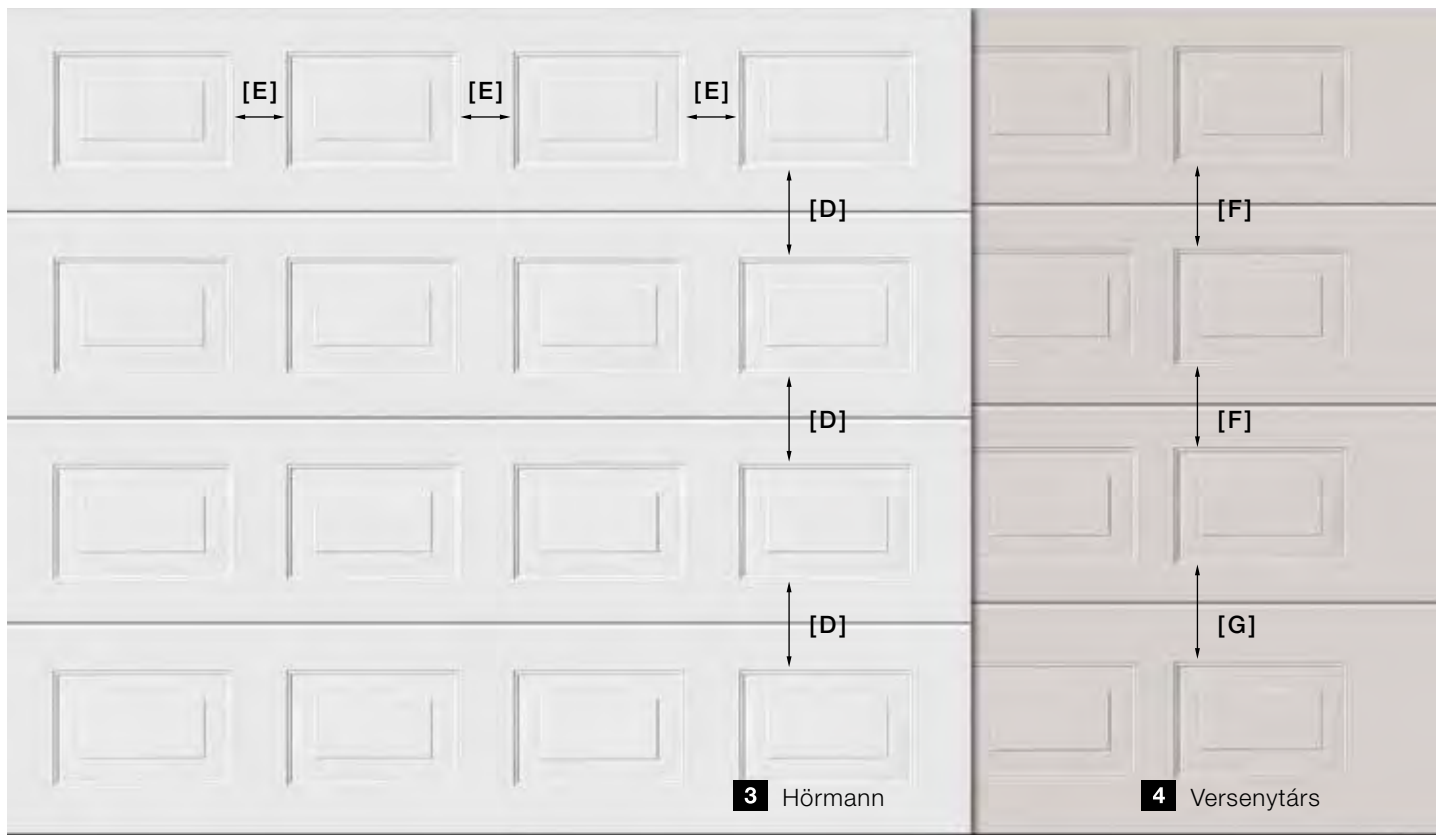 [E] [E] [E]
[D] [F]
[D] [F]
[D] [G]
3 Hörmann 4 Versenytárs